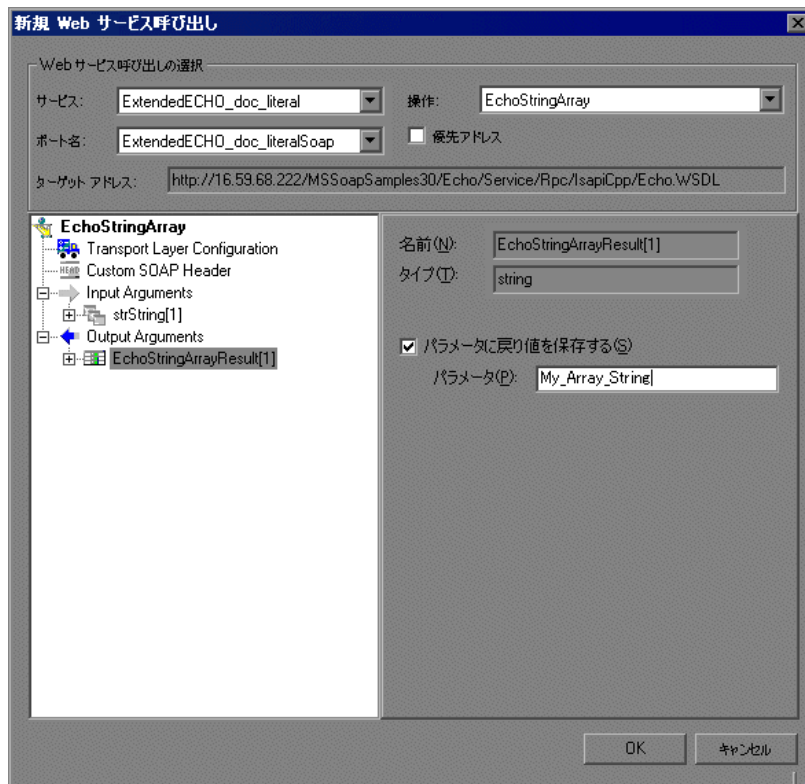 新規 Web サービス呼び出し
Web サービス呼び出しの選択
サービス: ExtendedECHO_doc_literal 操作: EchoStringArray
ポート名: ExtendedECHO_doc_literalSoap 優先アドレス
ターゲット アドレス: http://16.59.68.222/MSSoapSamples30/Echo/Service/Rpc/IsapiCpp/Echo.WSDL
EchoStringArray
Transport Layer Configuration
HEAD Custom SOAP Header
Input Arguments
strString[1]
Output Arguments
EchoStringArrayResult[1]
名前(N): EchoStringArrayResult[1]
タイプ(T): string
パラメータに戻り値を保存する(S)
パラメータ(P): My_Array_String
OK キャンセル